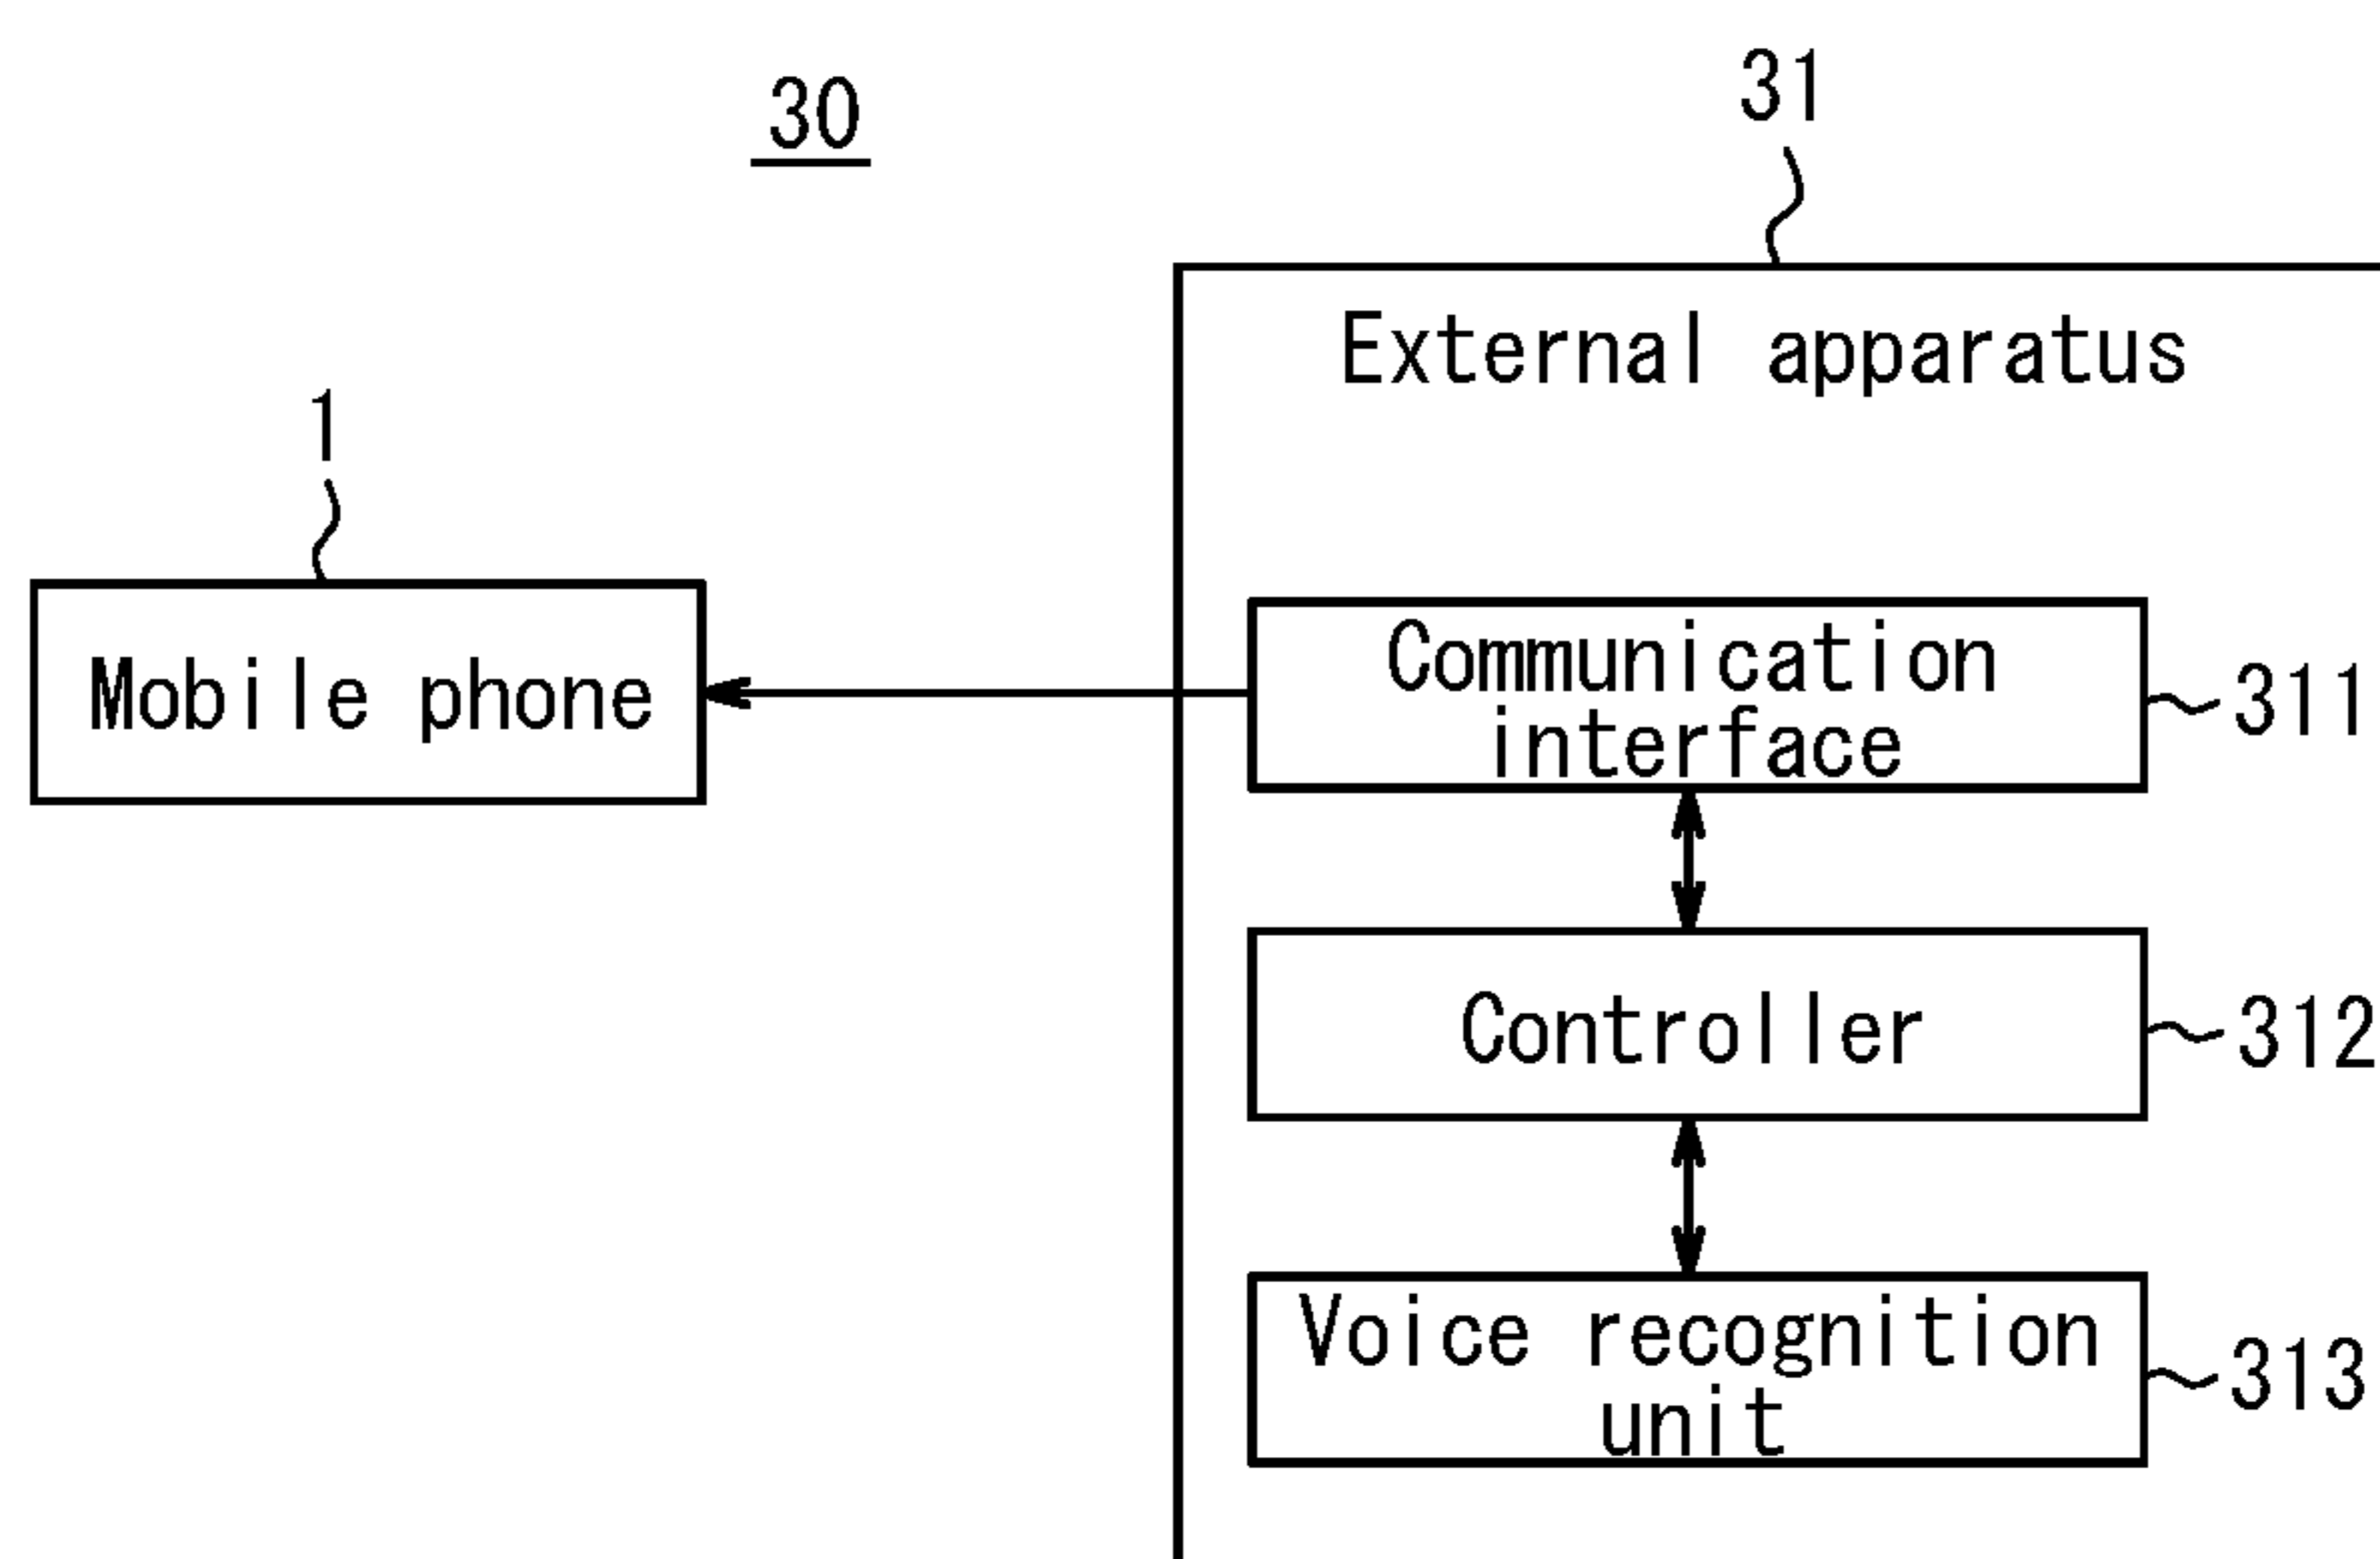 30
31
External apparatus
1
Mobile phone
Communication
interface
311
Controller
312
Voice recognition
unit
313